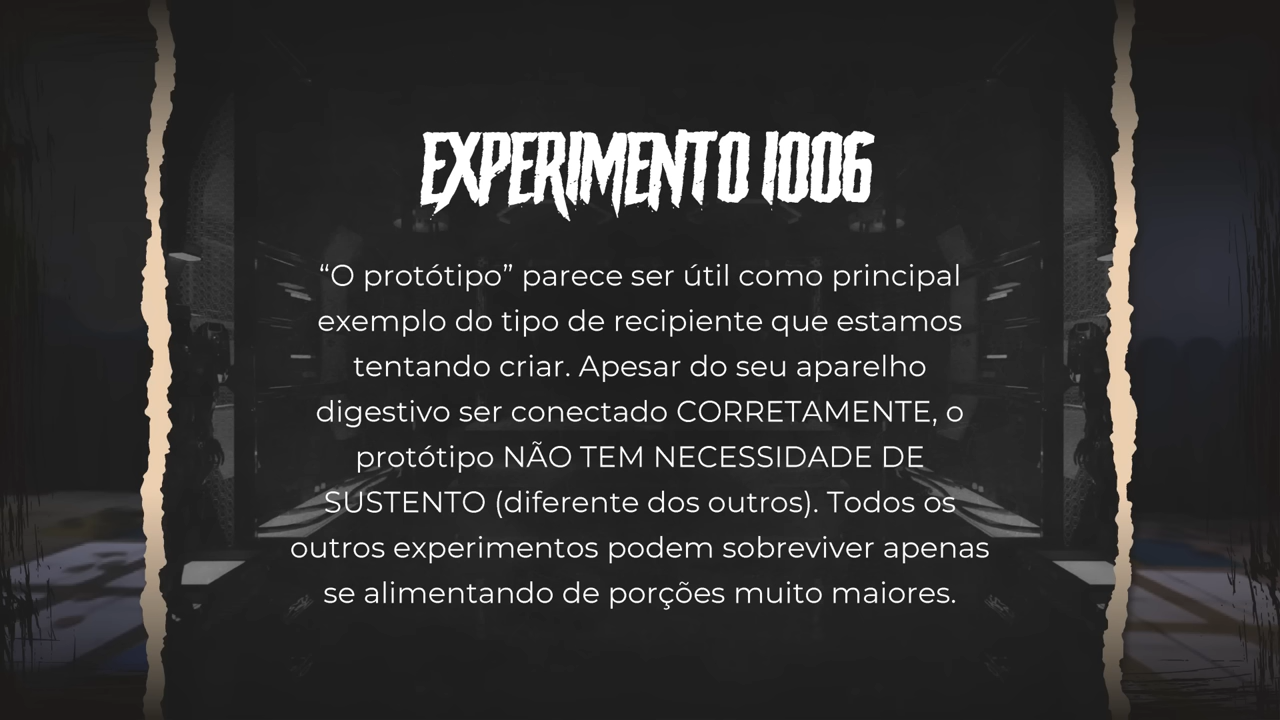 EXPERIMENTO 1006
“O protótipo” parece ser útil como principal
exemplo do tipo de recipiente que estamos
tentando criar. Apesar do seu aparelho
digestivo ser conectado CORRETAMENTE, o
protótipo NÃO TEM NECESSIDADE DE
SUSTENTO (diferente dos outros). Todos os
outros experimentos podem sobreviver apenas
se alimentando de porções muito maiores.